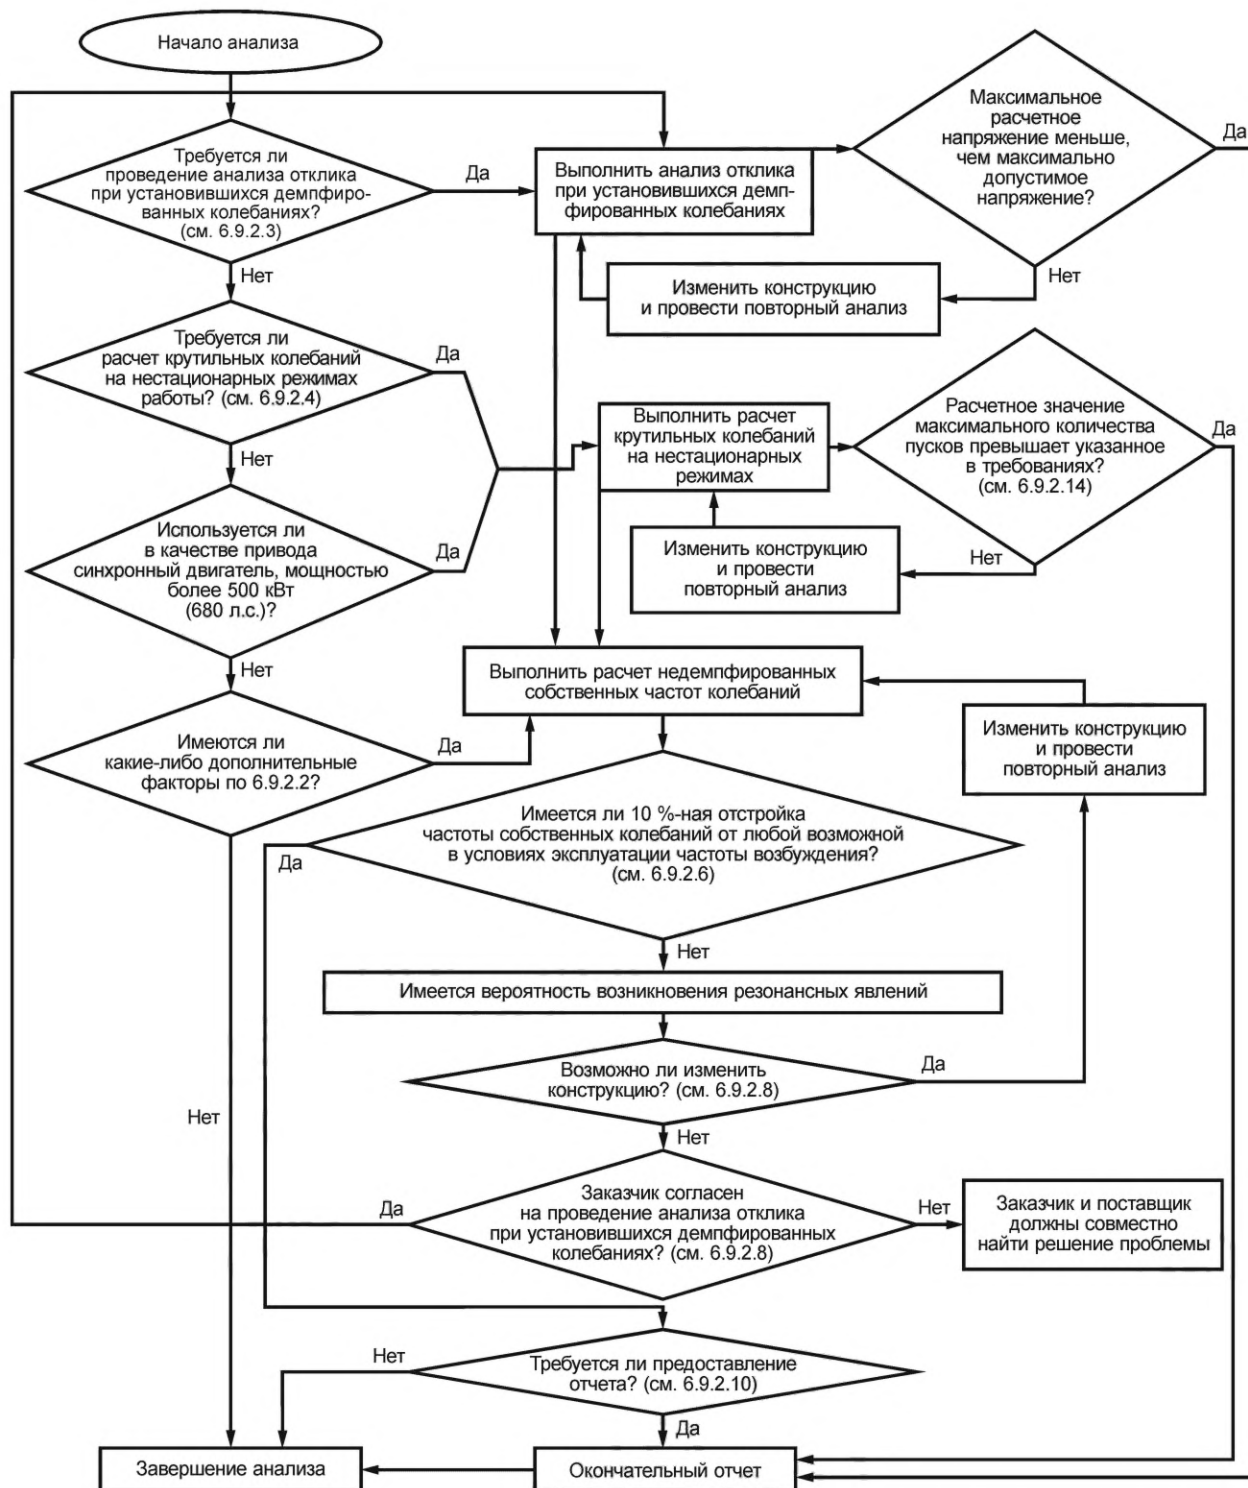 Начало анализа
Максимальное
расчетное
напряжение меньше,
чем максимально
допустимое
напряжение?
Да
Требуется ли
проведение анализа отклика
при установившихся демпфиро-
ванных колебаниях?
(см. 6.9.2.3)
Да
Выполнить анализ отклика
при установившихся демп-
фированных колебаниях
Нет
Нет
Изменить конструкцию
и провести повторный анализ
Требуется ли
расчет крутильных колебаний
на нестационарных режимах
работы? (см. 6.9.2.4)
Да
Выполнить расчет
крутильных колебаний
на нестационарных
режимах
Расчетное значение
максимального количества
пусков превышает указанное
в требованиях?
(см. 6.9.2.14)
Да
Нет
Используется ли
в качестве привода
синхронный двигатель, мощностью
более 500 кВт
(680 л.с.)?
Да
Изменить конструкцию
и провести
повторный анализ
Нет
Нет
Выполнить расчет недемпфированных
собственных частот колебаний
Имеются ли
какие-либо дополнительные
факторы по 6.9.2.2?
Да
Изменить конструкцию
и провести
повторный анализ
Имеется ли 10 %-ная отстройка
частоты собственных колебаний от любой возможной
в условиях эксплуатации частоты возбуждения?
(см. 6.9.2.6)
Да
Нет
Имеется вероятность возникновения резонансных явлений
Возможно ли изменить
конструкцию? (см. 6.9.2.8)
Да
Нет
Нет
Заказчик согласен
на проведение анализа отклика
при установившихся демпфированных
колебаниях? (см. 6.9.2.8)
Да
Нет
Заказчик и поставщик
должны совместно
найти решение проблемы
Требуется ли предоставление
отчета? (см. 6.9.2.10)
Нет
Да
Завершение анализа
Окончательный отчет